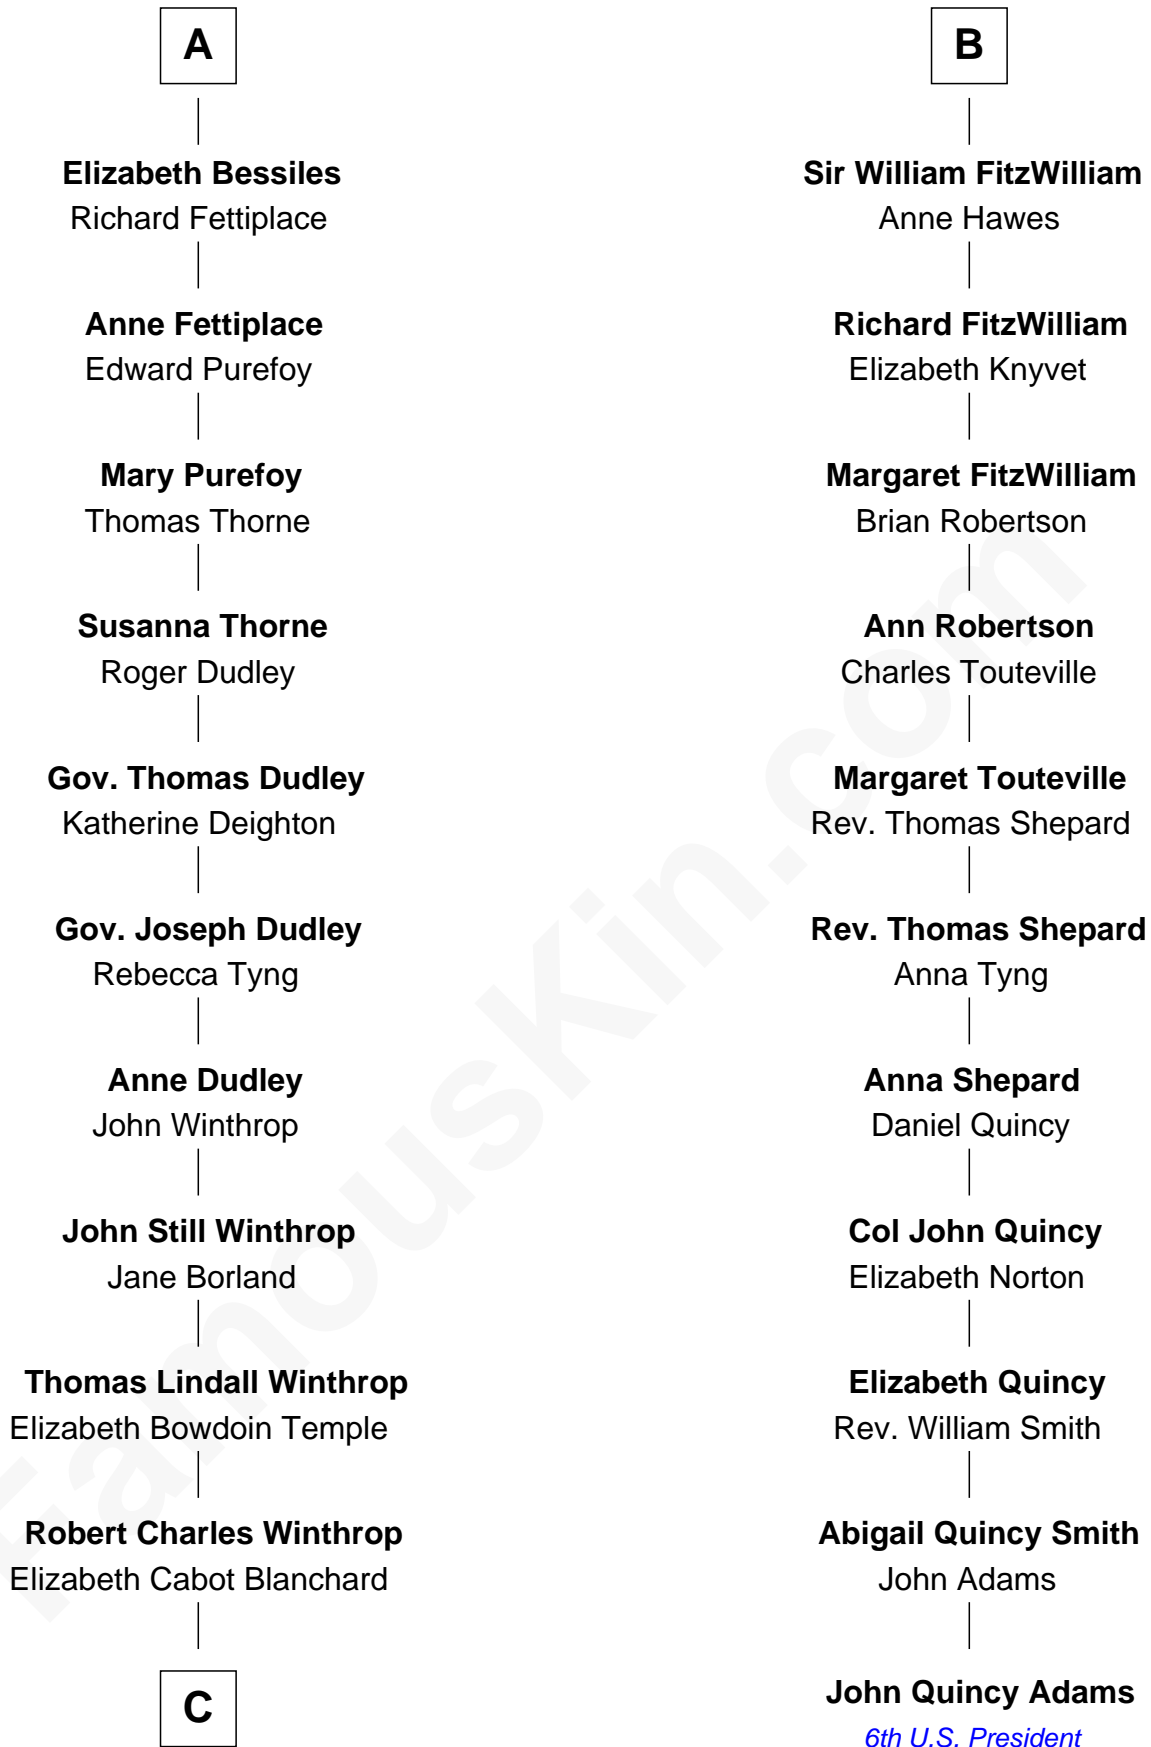 A
Elizabeth Bessiles
Richard Fettiplace
Anne Fettiplace
Edward Purefoy
Mary Purefoy
Thomas Thorne
Susanna Thorne
Roger Dudley
Gov. Thomas Dudley
Katherine Deighton
Gov. Joseph Dudley
Rebecca Tyng
Anne Dudley
John Winthrop
John Still Winthrop
Jane Borland
Thomas Lindall Winthrop
Elizabeth Bowdoin Temple
Robert Charles Winthrop
Elizabeth Cabot Blanchard
C
B
Sir William FitzWilliam
Anne Hawes
Richard FitzWilliam
Elizabeth Knyvet
Margaret FitzWilliam
Brian Robertson
Ann Robertson
Charles Touteville
Margaret Touteville
Rev. Thomas Shepard
Rev. Thomas Shepard
Anna Tyng
Anna Shepard
Daniel Quincy
Col John Quincy
Elizabeth Norton
Elizabeth Quincy
Rev. William Smith
Abigail Quincy Smith
John Adams
John Quincy Adams
6th U.S. President
FamousKin.com